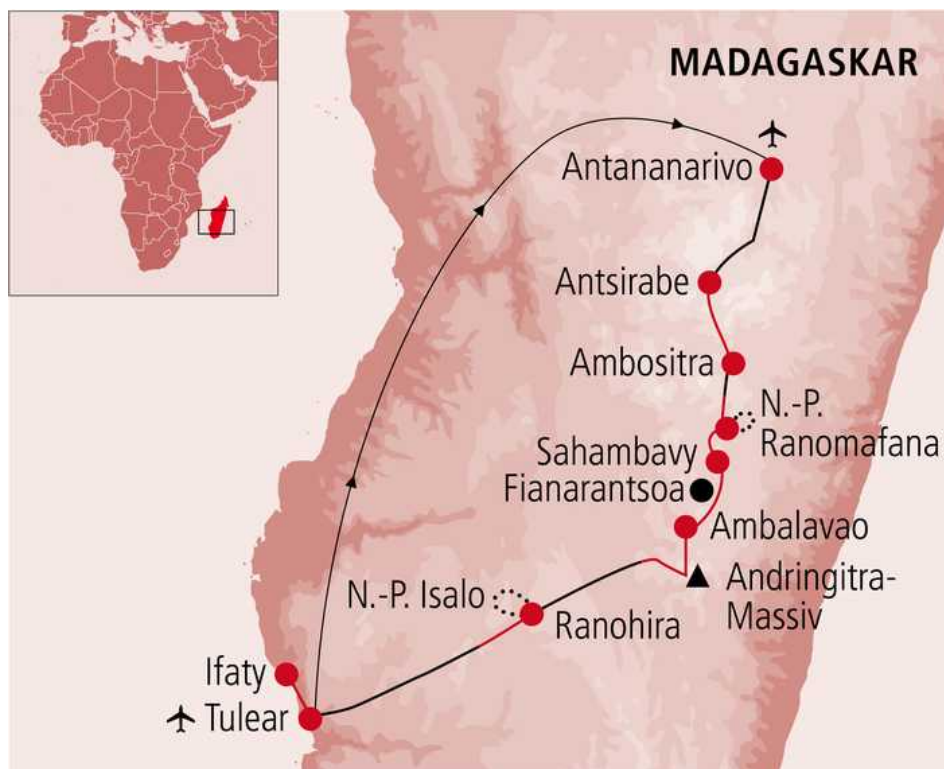 MADAGASKAR
Antananarivo
Antsirabe
Ambositra
N.-P.
Ranomafana
Sahambavy
Fianarantsoa
Ambalavao
Andringitra-
Massiv
N.-P. Isalo
Ranohira
Ifaty
Tulear